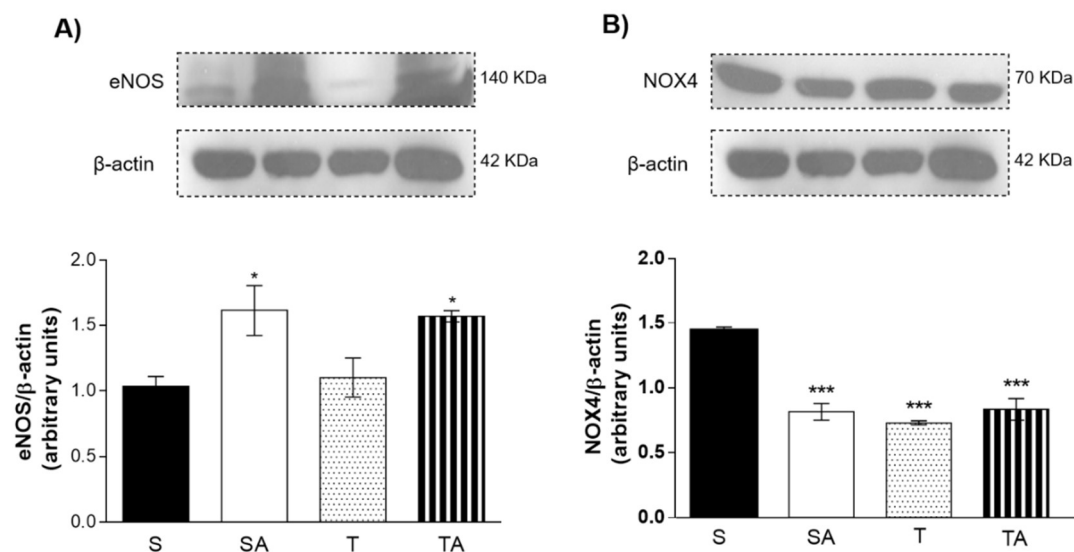 A)
eNOS
140 KDa
β-actin
42 KDa
eNOS/β-actin
(arbitrary units)
2.0
1.5
1.0
0.5
0.0
*
*
S SA T TA
B)
NOX4
70 KDa
β-actin
42 KDa
NOX4/β-actin
(arbitrary units)
2.0
1.5
1.0
0.5
0.0
***
***
***
S SA T TA